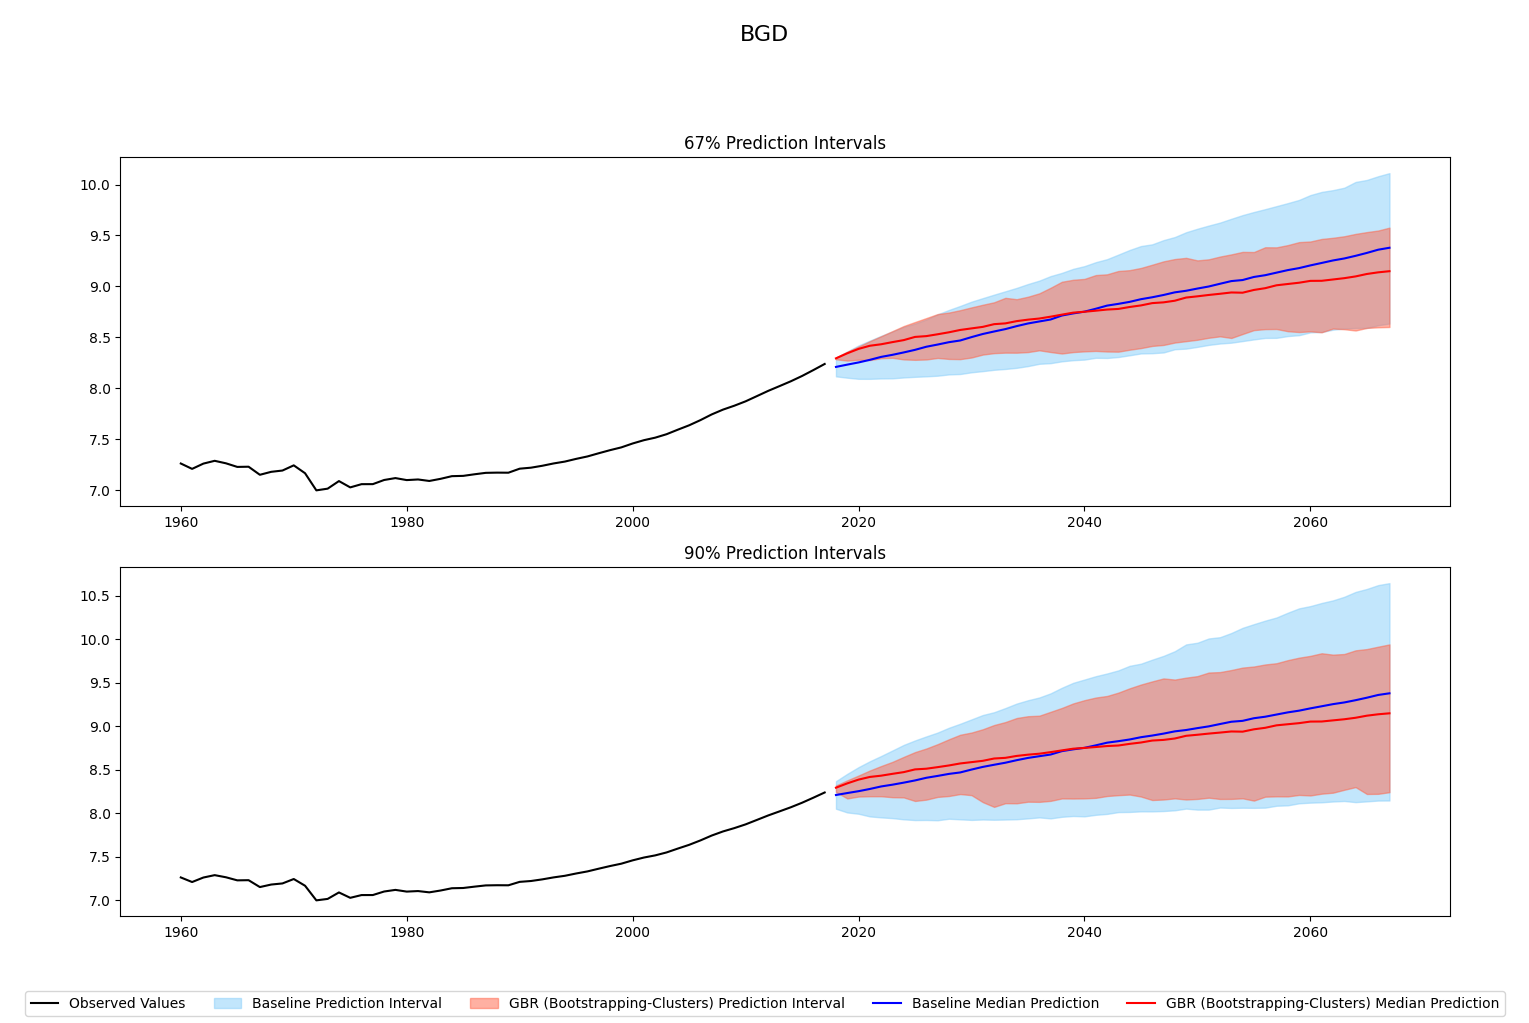 BGD
67% Prediction Intervals
10.0
9.5
9.0
8.5
8.0
7.5
7.0
1960 1980 2000 2020 2040 2060
90% Prediction Intervals
10.5
10.0
9.5
9.0
8.5
8.0
7.5
7.0
1960 1980 2000 2020 2040 2060
Observed Values Baseline Prediction Interval GBR (Bootstrapping-Clusters) Prediction Interval Baseline Median Prediction GBR (Bootstrapping-Clusters) Median Prediction